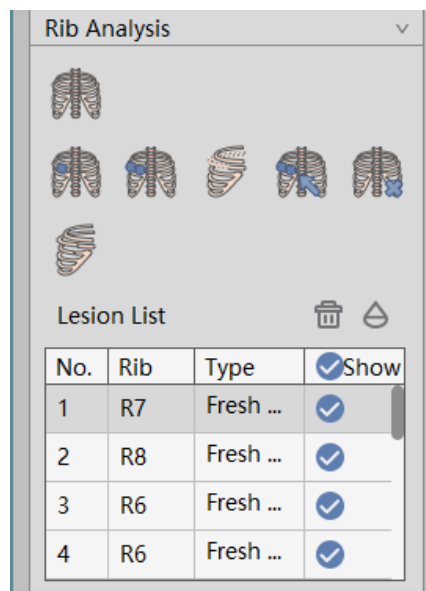 Rib Analysis
Lesion List
No. Rib Type Show
1 R7 Fresh ...
2 R8 Fresh ...
3 R6 Fresh ...
4 R6 Fresh ...